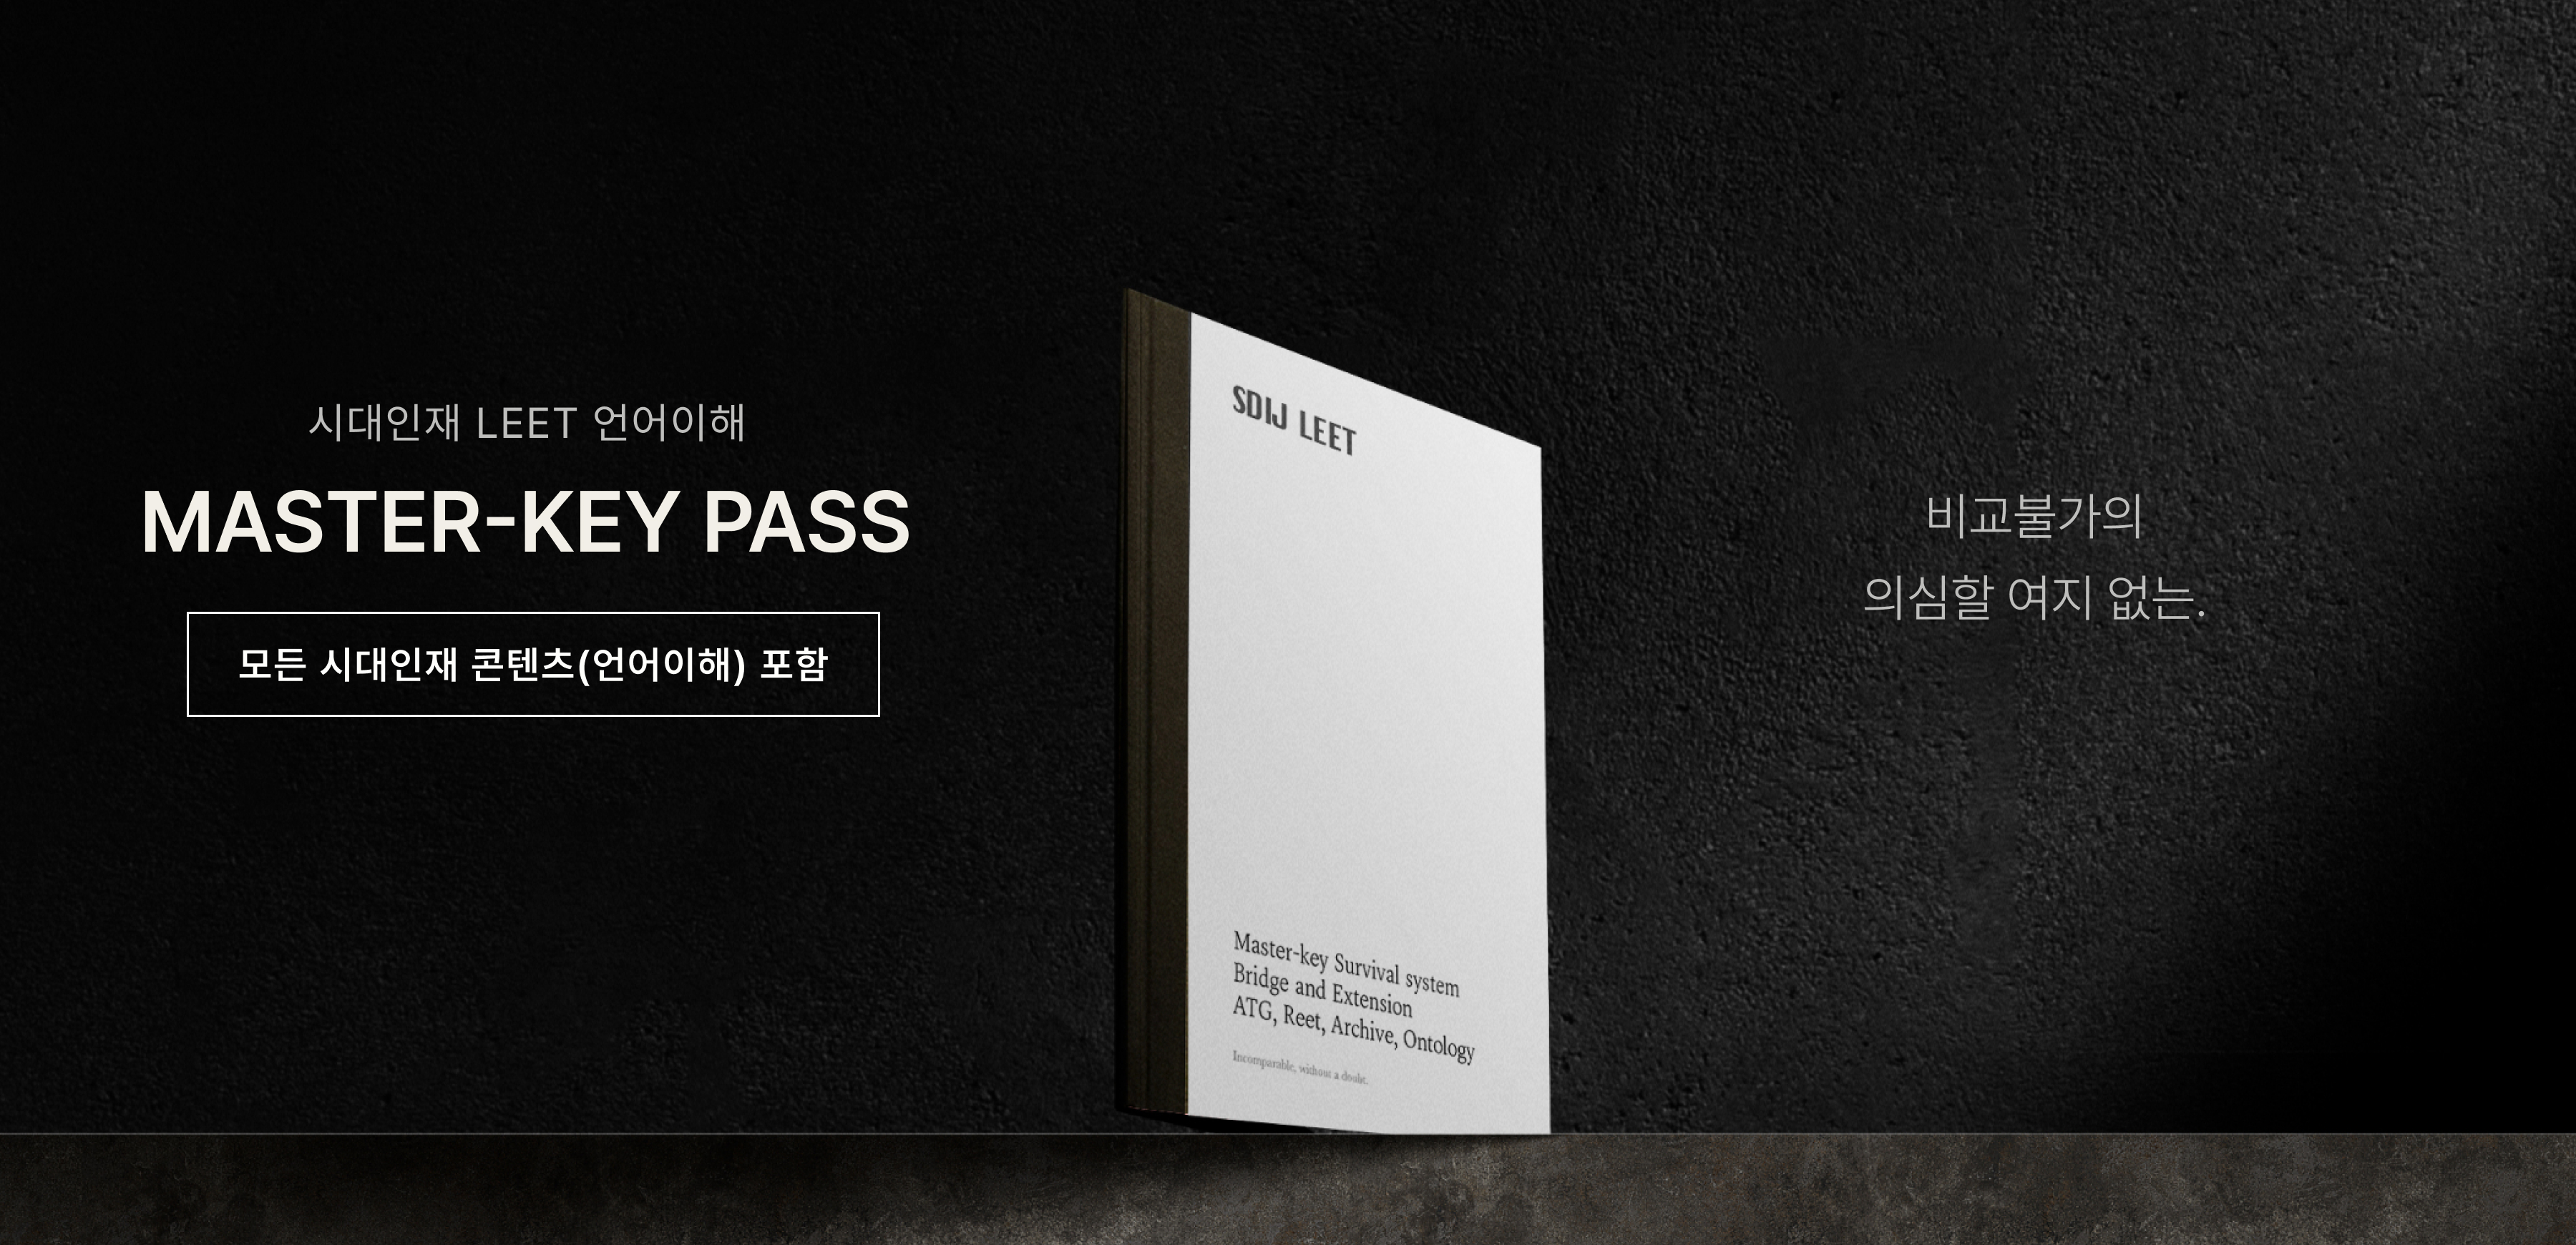 시대인재 LEET 언어이해
MASTER-KEY PASS
모든 시대인재 콘텐츠(언어이해) 포함
SDIJ LEET
Master-key Survival system
Bridge and Extension
ATG, Reet, Archive, Ontology
Incomparable, without a doubt.
비교불가의
의심할 여지 없는.